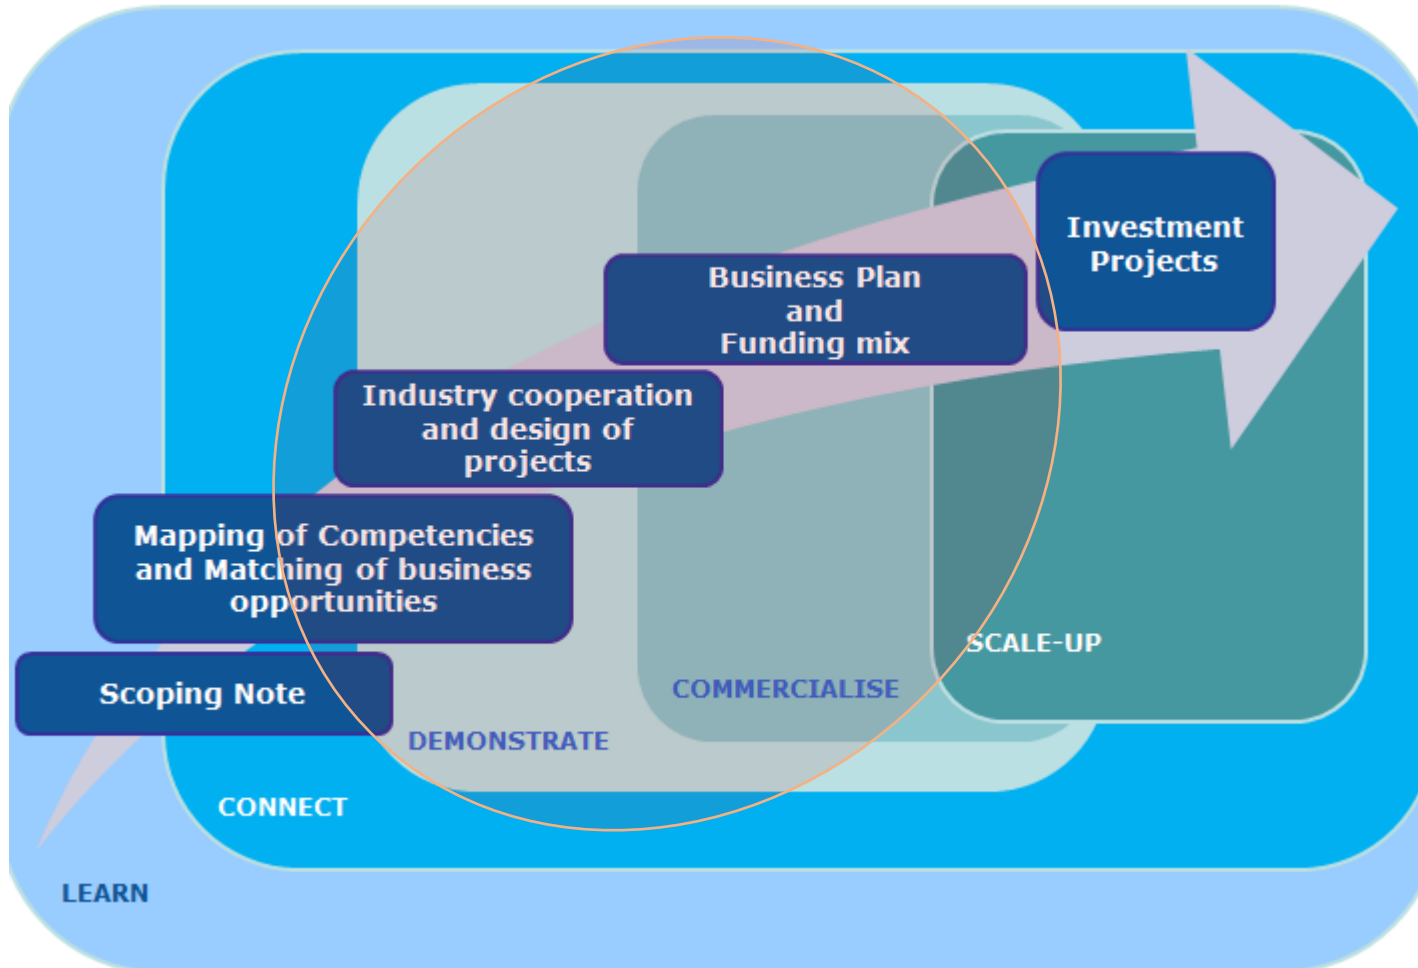 Investment
Projects
Business Plan
and
Funding mix
Industry cooperation
and design of
projects
Mapping of Competencies
and Matching of business
opportunities
Scoping Note
SCALE-UP
COMMERCIALISE
DEMONSTRATE
CONNECT
LEARN